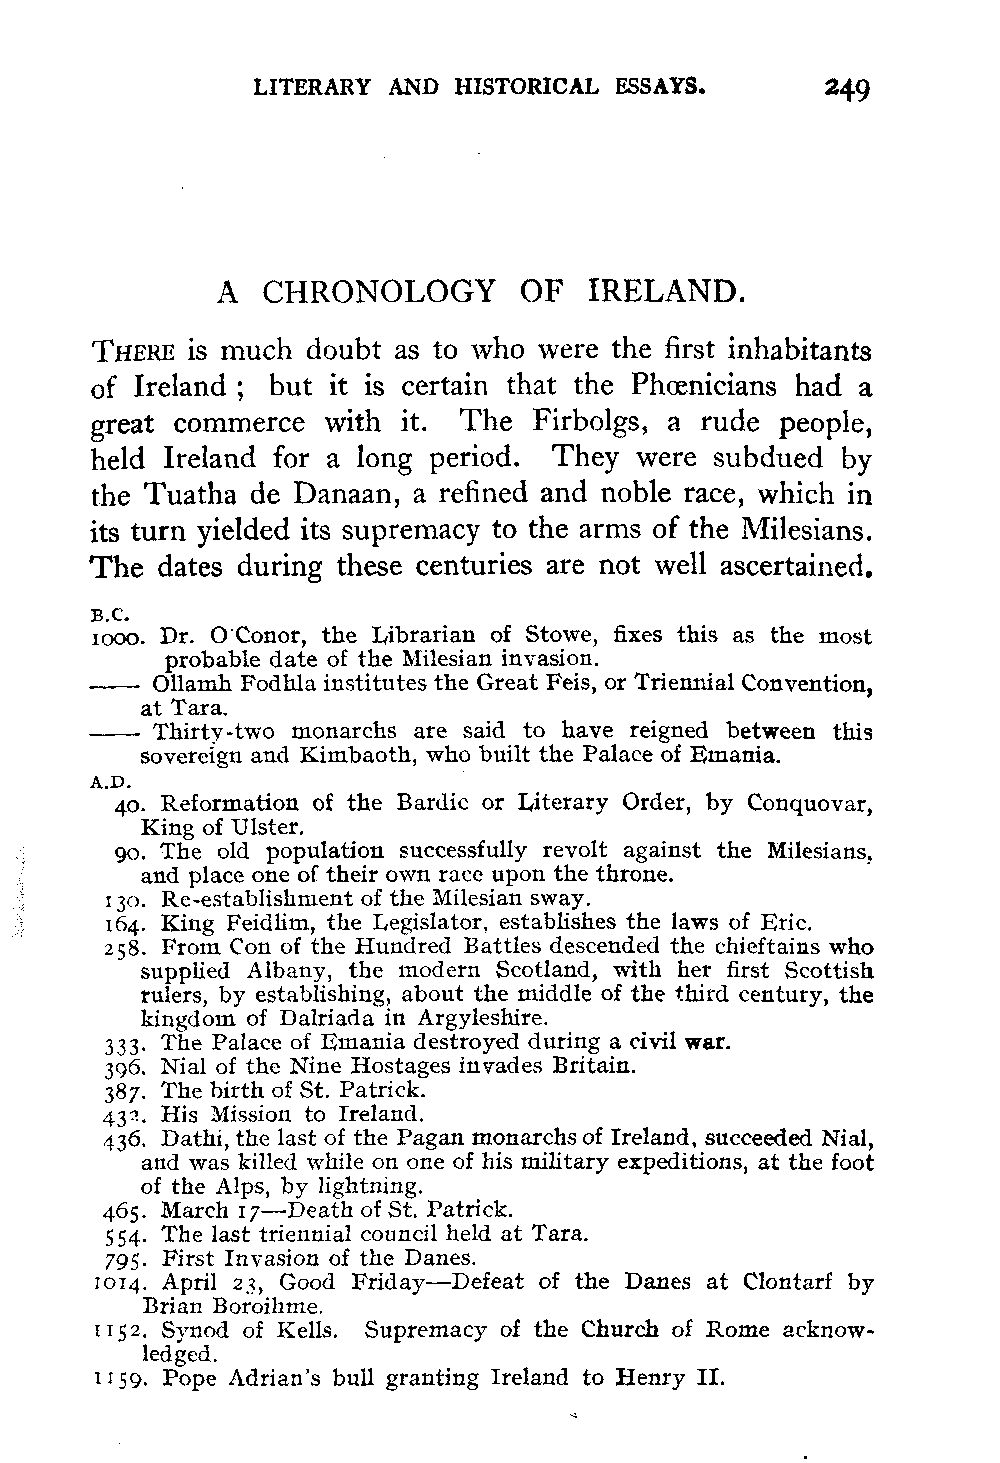 LITERARY AND HISTORICAL ESSAYS. 249
A CHRONOLOGY OF IRELAND.
THERE is much doubt as to who were the first inhabitants
of Ireland ; but it is certain that the Phœnicians had a
great commerce with it. The Firbolgs, a rude people,
held Ireland for a long period. They were subdued by
the Tuatha de Danaan, a refined and noble race, which in
its turn yielded its supremacy to the arms of the Milesians.
The dates during these centuries are not well ascertained.
B.C.
1000. Dr. O'Conor, the Librarian of Stowe, fixes this as the most
probable date of the Milesian invasion.
—— Ollamh Fodhla institutes the Great Feis, or Triennial Convention,
at Tara.
—— Thirty-two monarchs are said to have reigned between this
sovereign and Kimbaoth, who built the Palace of Emania.
A.D.
40. Reformation of the Bardic or Literary Order, by Conquovar,
King of Ulster.
90. The old population successfully revolt against the Milesians,
and place one of their own race upon the throne.
130. Re-establishment of the Milesian sway.
164. King Feidlim, the Legislator, establishes the laws of Eric.
258. From Con of the Hundred Battles descended the chieftains who
supplied Albany, the modern Scotland, with her first Scottish
rulers, by establishing, about the middle of the third century, the
kingdom of Dalriada in Argyleshire.
333. The Palace of Emania destroyed during a civil war.
396. Nial of the Nine Hostages invades Britain.
387. The birth of St. Patrick.
432. His Mission to Ireland.
436. Dathi, the last of the Pagan monarchs of Ireland, succeeded Nial,
and was killed while on one of his military expeditions, at the foot
of the Alps, by lightning.
465. March 17—Death of St. Patrick.
554. The last triennial council held at Tara.
795. First Invasion of the Danes.
1014. April 23, Good Friday—Defeat of the Danes at Clontarf by
Brian Boroihme.
1152. Synod of Kells. Supremacy of the Church of Rome acknow-
ledged.
1159. Pope Adrian's bull granting Ireland to Henry II.